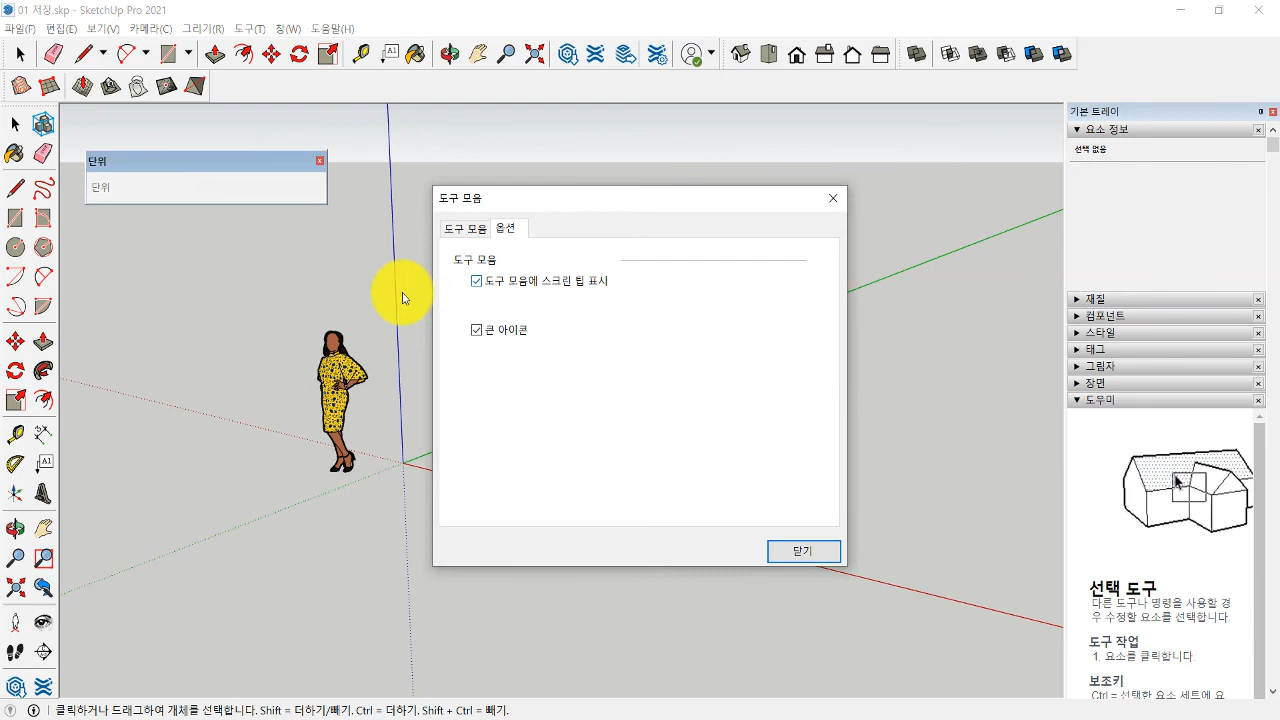 01 저장.skp - SketchUp Pro 2021
파일(F) 편집(E) 보기(V) 카메라(C) 그리기(R) 도구(T) 창(W) 도움말(H)
A1
기본 트레이
요소 정보
선택 없음
단위
단위
도구 모음
도구 모음 옵션
도구 모음
도구 모음에 스크린 팁 표시
큰 아이콘
닫기
재질
컴포넌트
스타일
태그
그림자
장면
도우미
A1
선택 도구
다른 도구나 명령을 사용할 경
우 수정할 요소를 선택합니다.
도구 작업
1. 요소를 클릭합니다.
보조키
Ctrl = 선택한 요소 세트에 요
클릭하거나 드래그하여 개체를 선택합니다. Shift = 더하기/빼기. Ctrl = 더하기. Shift + Ctrl = 빼기.